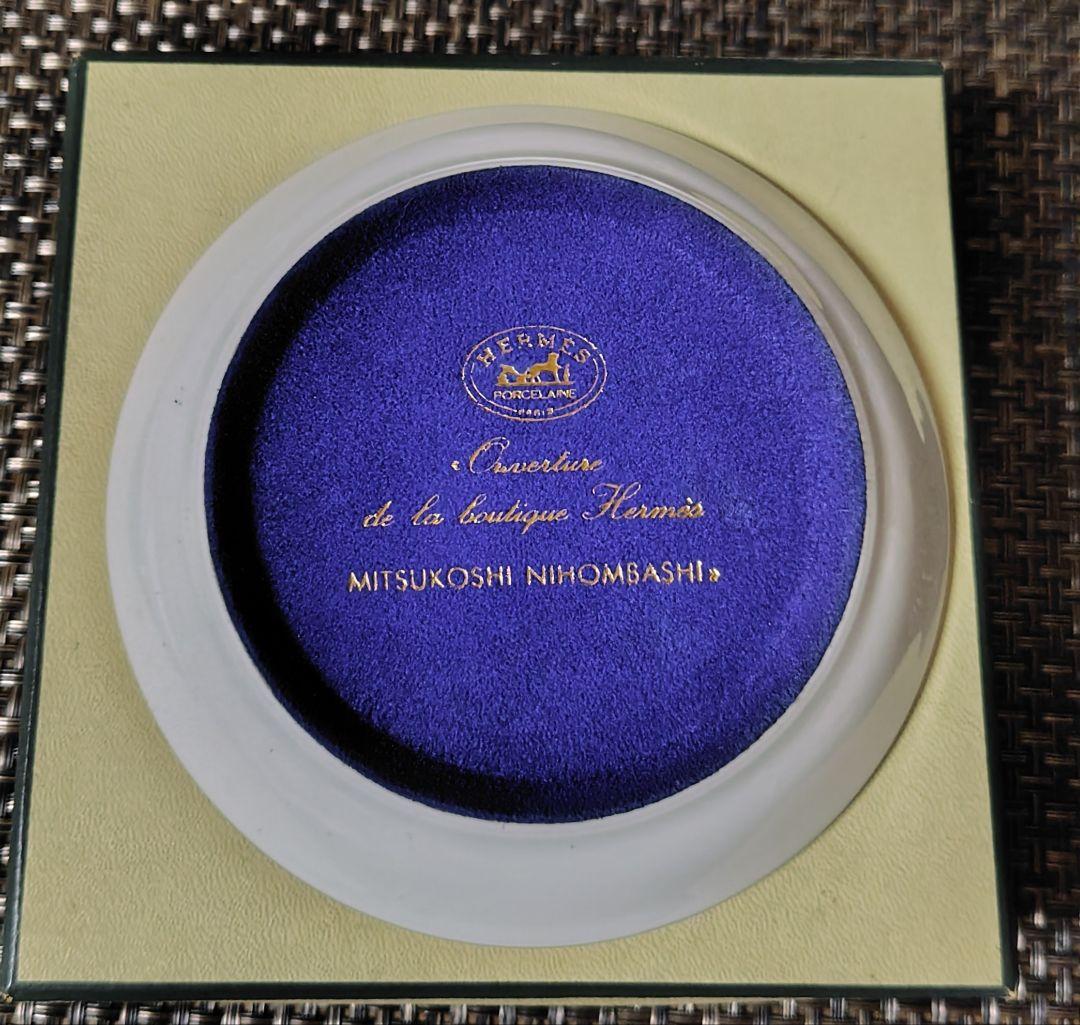 HERMÈS
PORCELAINE
PARIS
« Ouverture
de la boutique Hermès
MITSUKOSHI NIHOMBASHI »